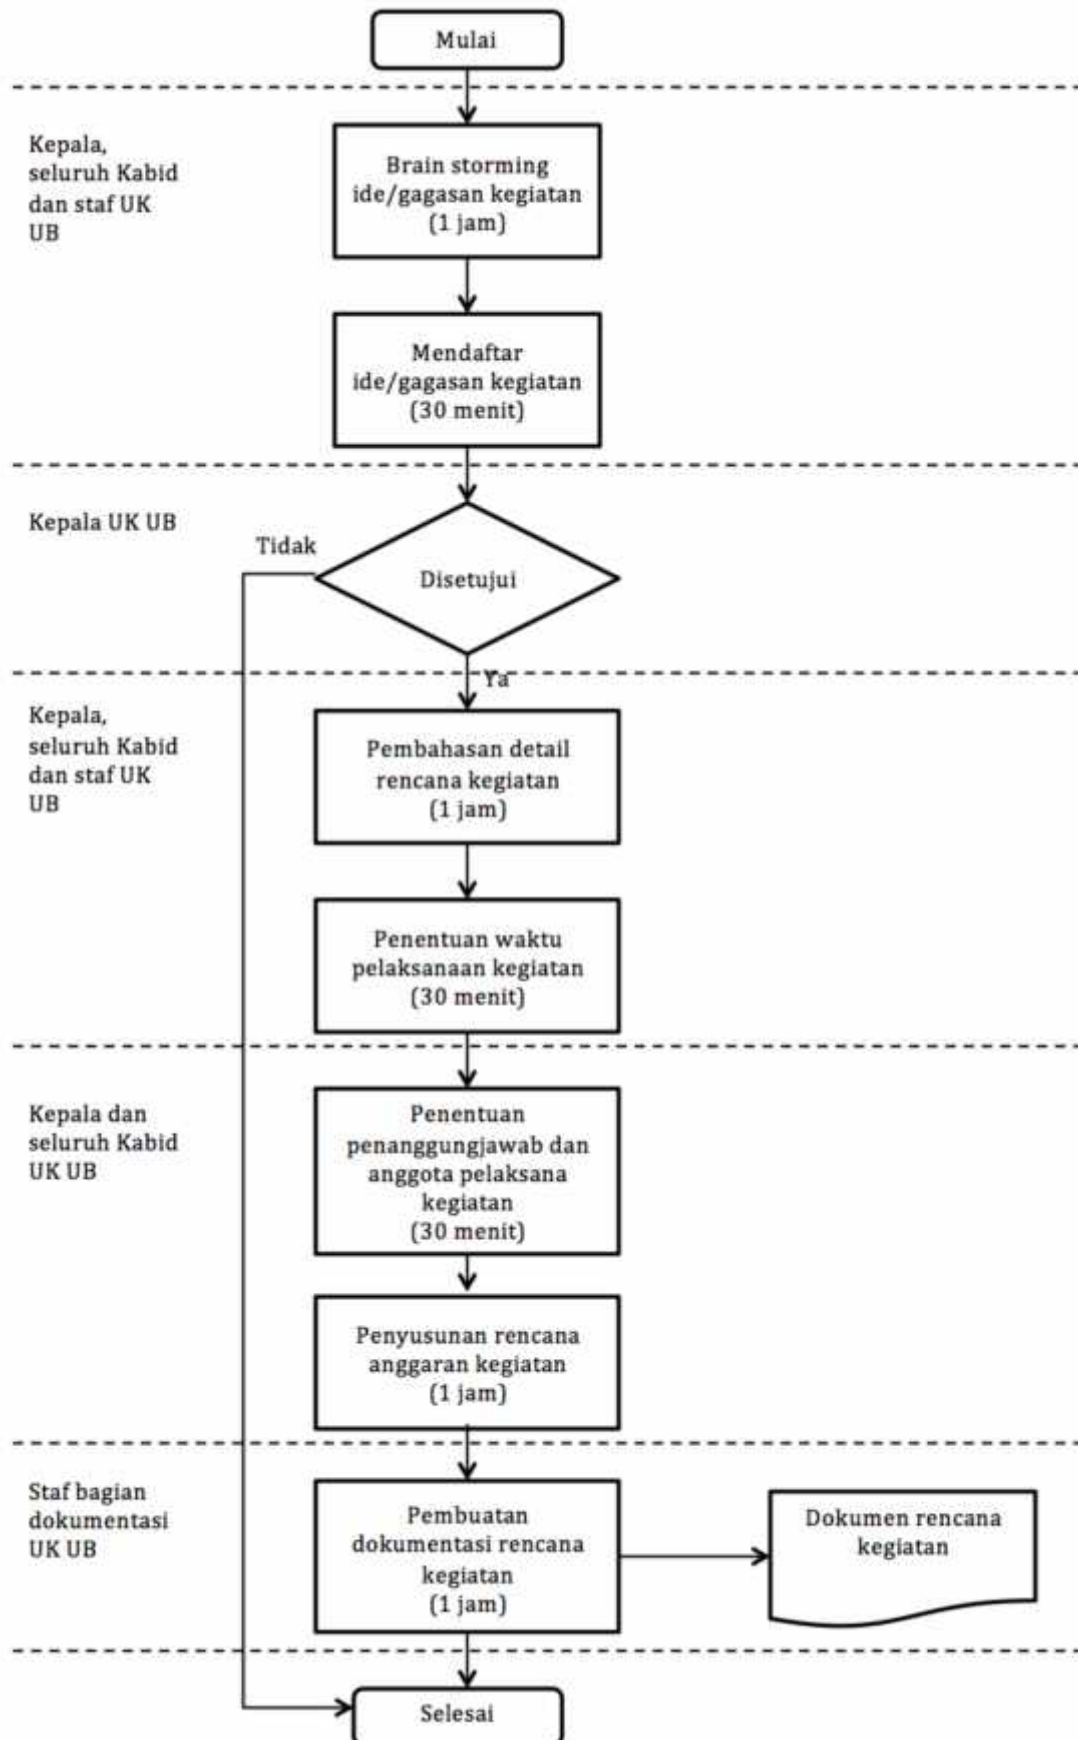 Mulai
Kepala,
seluruh Kabid
dan staf UK
UB
Brain storming
ide/gagasan kegiatan
(1 jam)
Mendaftar
ide/gagasan kegiatan
(30 menit)
Kepala UK UB
Tidak
Disetujui
Ya
Kepala,
seluruh Kabid
dan staf UK
UB
Pembahasan detail
rencana kegiatan
(1 jam)
Penentuan waktu
pelaksanaan kegiatan
(30 menit)
Kepala dan
seluruh Kabid
UK UB
Penentuan
penanggungjawab dan
anggota pelaksana
kegiatan
(30 menit)
Penyusunan rencana
anggaran kegiatan
(1 jam)
Staf bagian
dokumentasi
UK UB
Pembuatan
dokumentasi rencana
kegiatan
(1 jam)
Dokumen rencana
kegiatan
Selesai